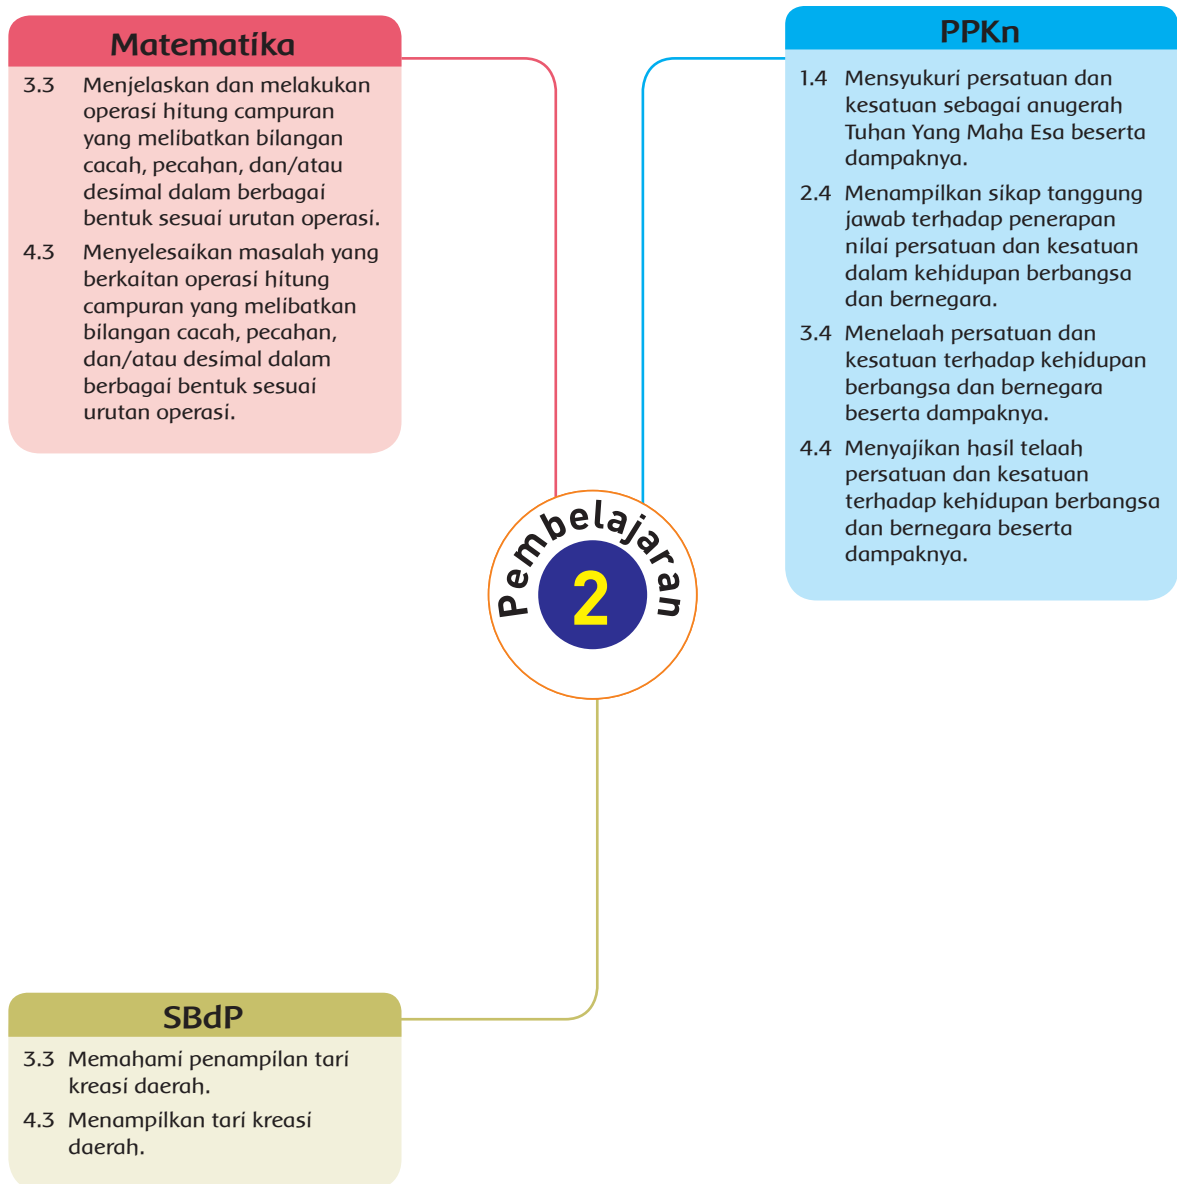 Matematika
3.3 Menjelaskan dan melakukan
operasi hitung campuran
yang melibatkan bilangan
cacah, pecahan, dan/atau
desimal dalam berbagai
bentuk sesuai urutan operasi.
4.3 Menyelesaikan masalah yang
berkaitan operasi hitung
campuran yang melibatkan
bilangan cacah, pecahan,
dan/atau desimal dalam
berbagai bentuk sesuai
urutan operasi.
PPKn
1.4 Mensyukuri persatuan dan
kesatuan sebagai anugerah
Tuhan Yang Maha Esa beserta
dampaknya.
2.4 Menampilkan sikap tanggung
jawab terhadap penerapan
nilai persatuan dan kesatuan
dalam kehidupan berbangsa
dan bernegara.
3.4 Menelaah persatuan dan
kesatuan terhadap kehidupan
berbangsa dan bernegara
beserta dampaknya.
4.4 Menyajikan hasil telaah
persatuan dan kesatuan
terhadap kehidupan berbangsa
dan bernegara beserta
dampaknya.
Pembelajaran
2
SBdP
3.3 Memahami penampilan tari
kreasi daerah.
4.3 Menampilkan tari kreasi
daerah.